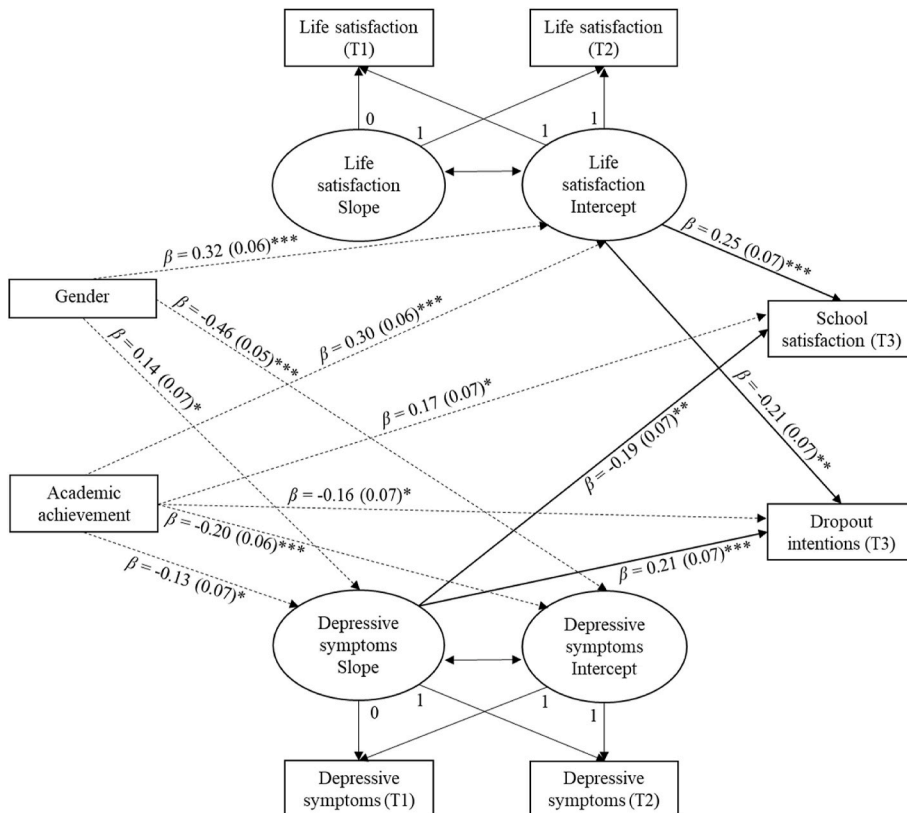 Life satisfaction
(T1)
Life satisfaction
(T2)
0
1
1
1
Life
satisfaction
Slope
Life
satisfaction
Intercept
β = 0.32 (0.06)***
β = 0.25 (0.07)***
Gender
β = -0.46 (0.05)***
β = 0.30 (0.06)***
School
satisfaction (T3)
β = 0.14 (0.07)*
β = 0.17 (0.07)*
β = -0.21 (0.07)**
β = -0.19 (0.07)**
Academic
achievement
β = -0.16 (0.07)*
Dropout
intentions (T3)
β = -0.20 (0.06)***
β = 0.21 (0.07)***
β = -0.13 (0.07)*
Depressive
symptoms
Slope
Depressive
symptoms
Intercept
0
1
1
1
Depressive
symptoms (T1)
Depressive
symptoms (T2)